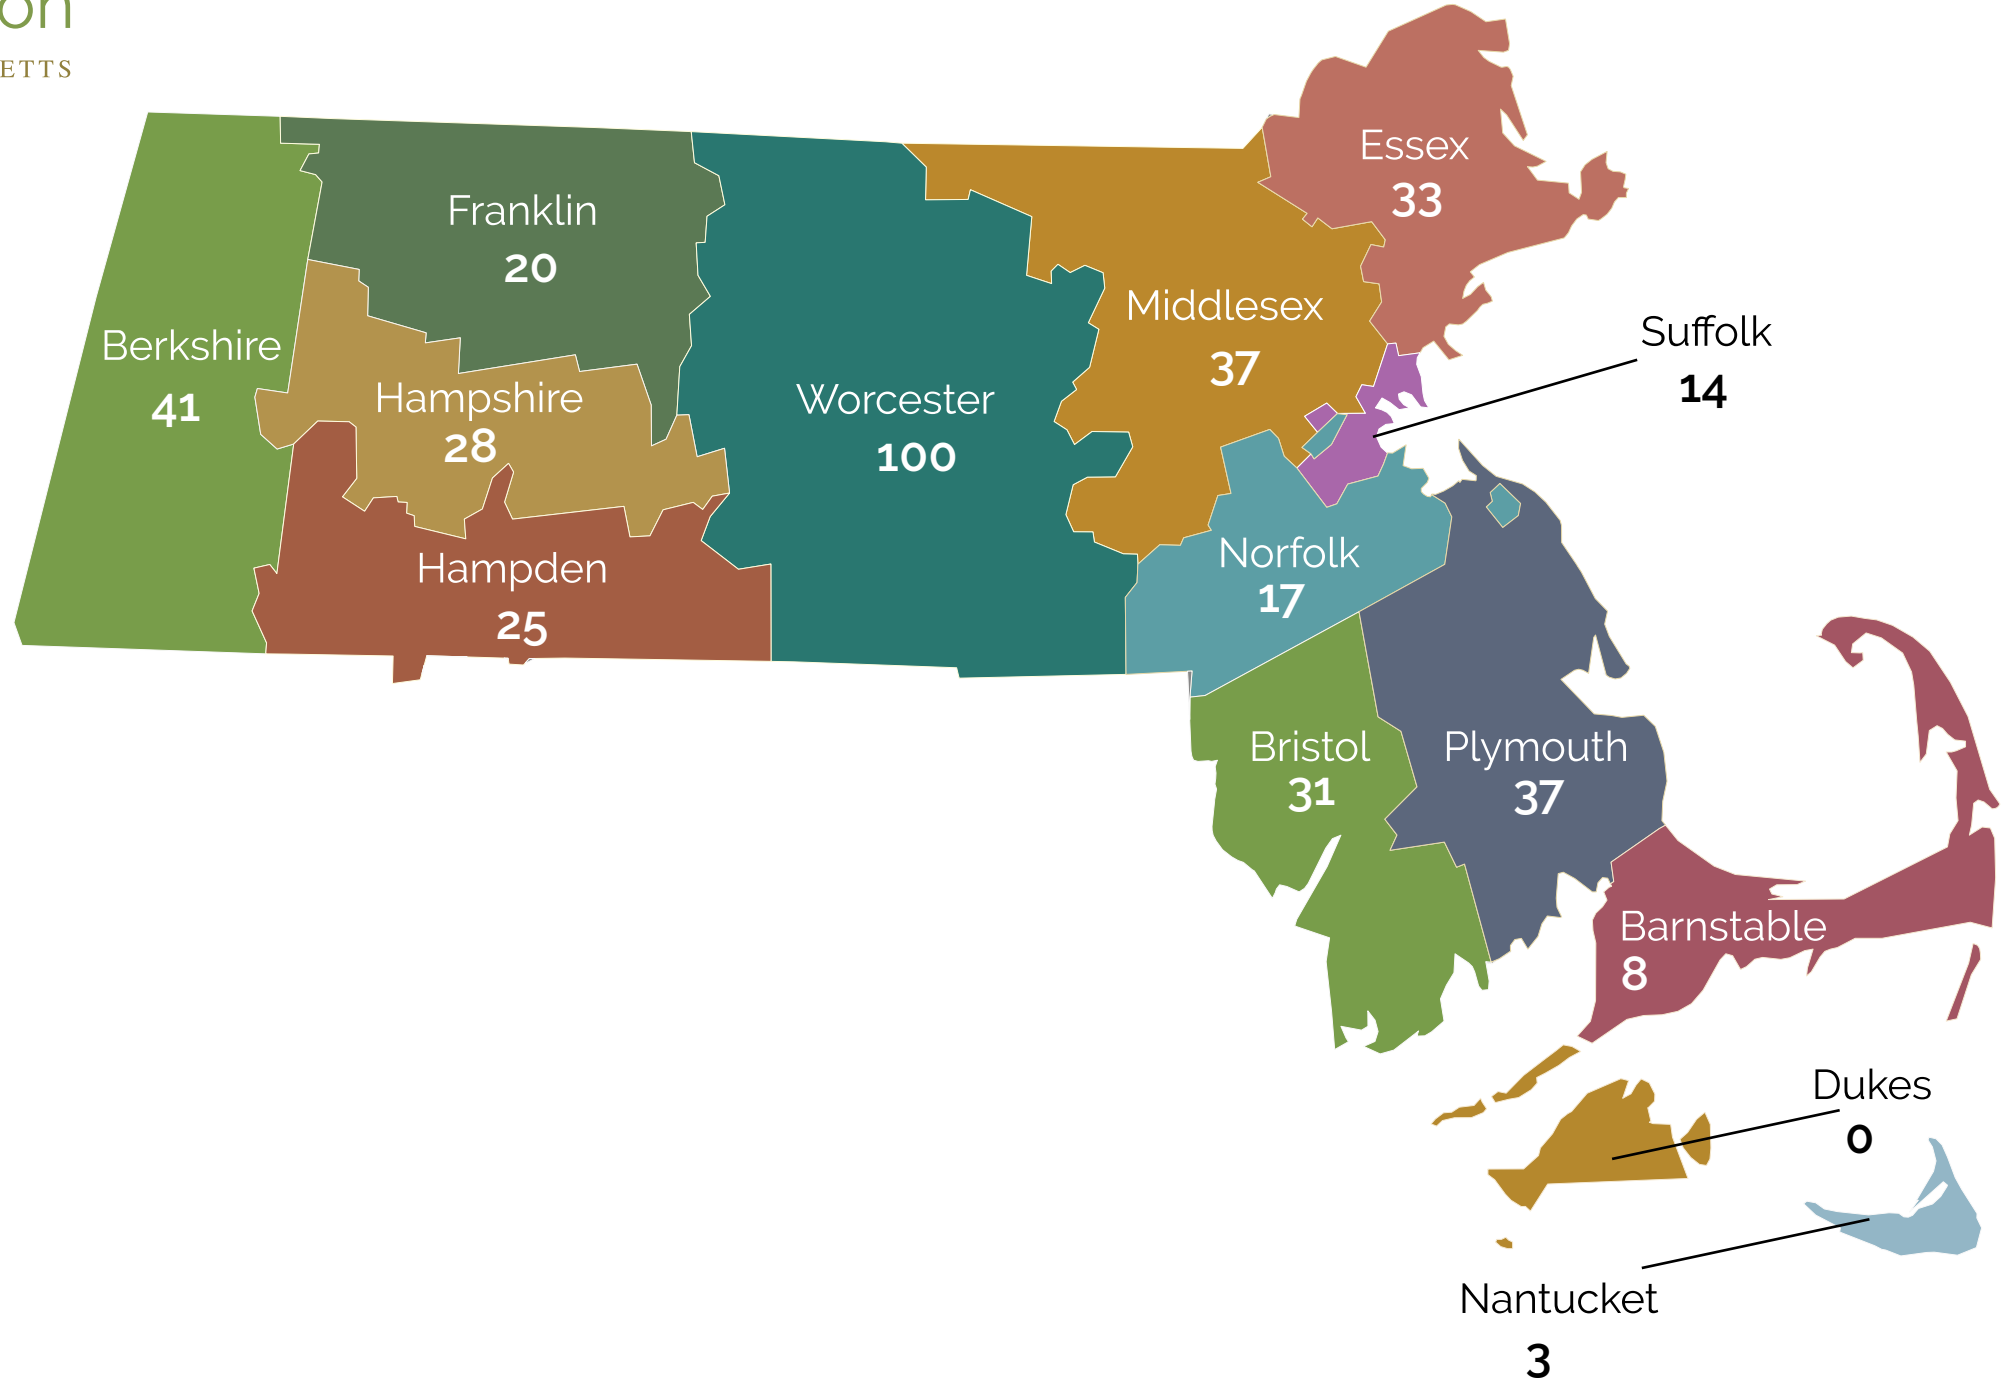 on
ETTS
Essex
33
Franklin
20
Middlesex
37
Suffolk
14
Berkshire
41
Hampshire
28
Worcester
100
Norfolk
17
Hampden
25
Bristol
31
Plymouth
37
Barnstable
8
Dukes
0
Nantucket
3